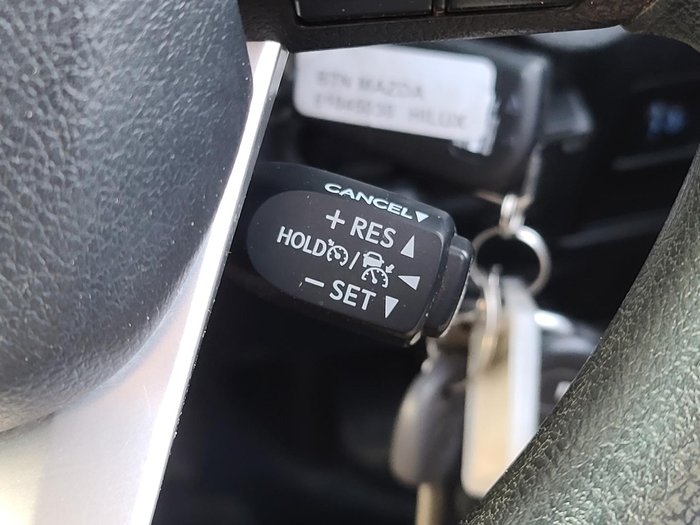 BTN MAZDA
HILUX
CANCEL▼
+ RES ▲
HOLD / ◄
− SET ▼